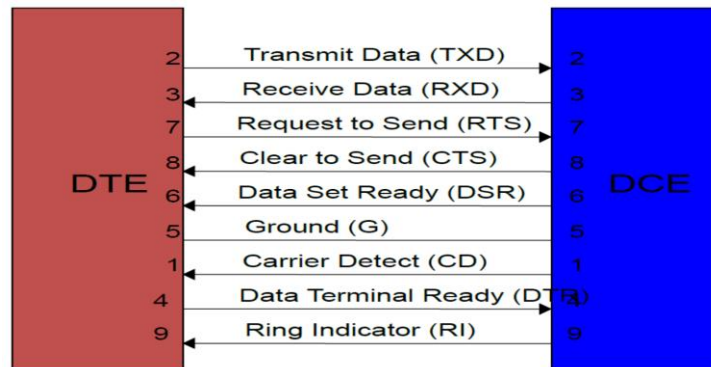 2 Transmit Data (TXD) 2
3 Receive Data (RXD) 3
7 Request to Send (RTS) 7
8 Clear to Send (CTS) 8
DTE DCE
6 Data Set Ready (DSR) 6
5 Ground (G) 5
1 Carrier Detect (CD) 1
4 Data Terminal Ready (DTR) 4
9 Ring Indicator (RI) 9